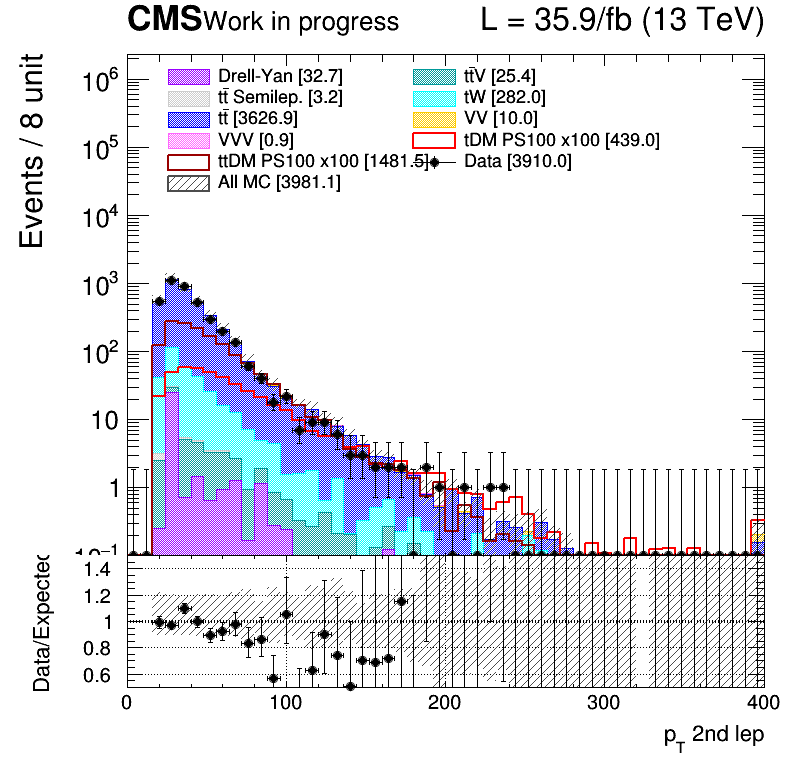 CMS Work in progress L = 35.9/fb (13 TeV)
Events / 8 unit
10⁶
10⁵
10⁴
10³
10²
10
1
10⁻¹
Drell-Yan [32.7]
tt̄ Semilep. [3.2]
tt̄ [3626.9]
VVV [0.9]
ttDM PS100 x100 [1481.5]
All MC [3981.1]
tt̄V [25.4]
tW [282.0]
VV [10.0]
tDM PS100 x100 [439.0]
Data [3910.0]
Data/Expected
1.4
1.2
1
0.8
0.6
0 100 200 300 400
p_T 2nd lep